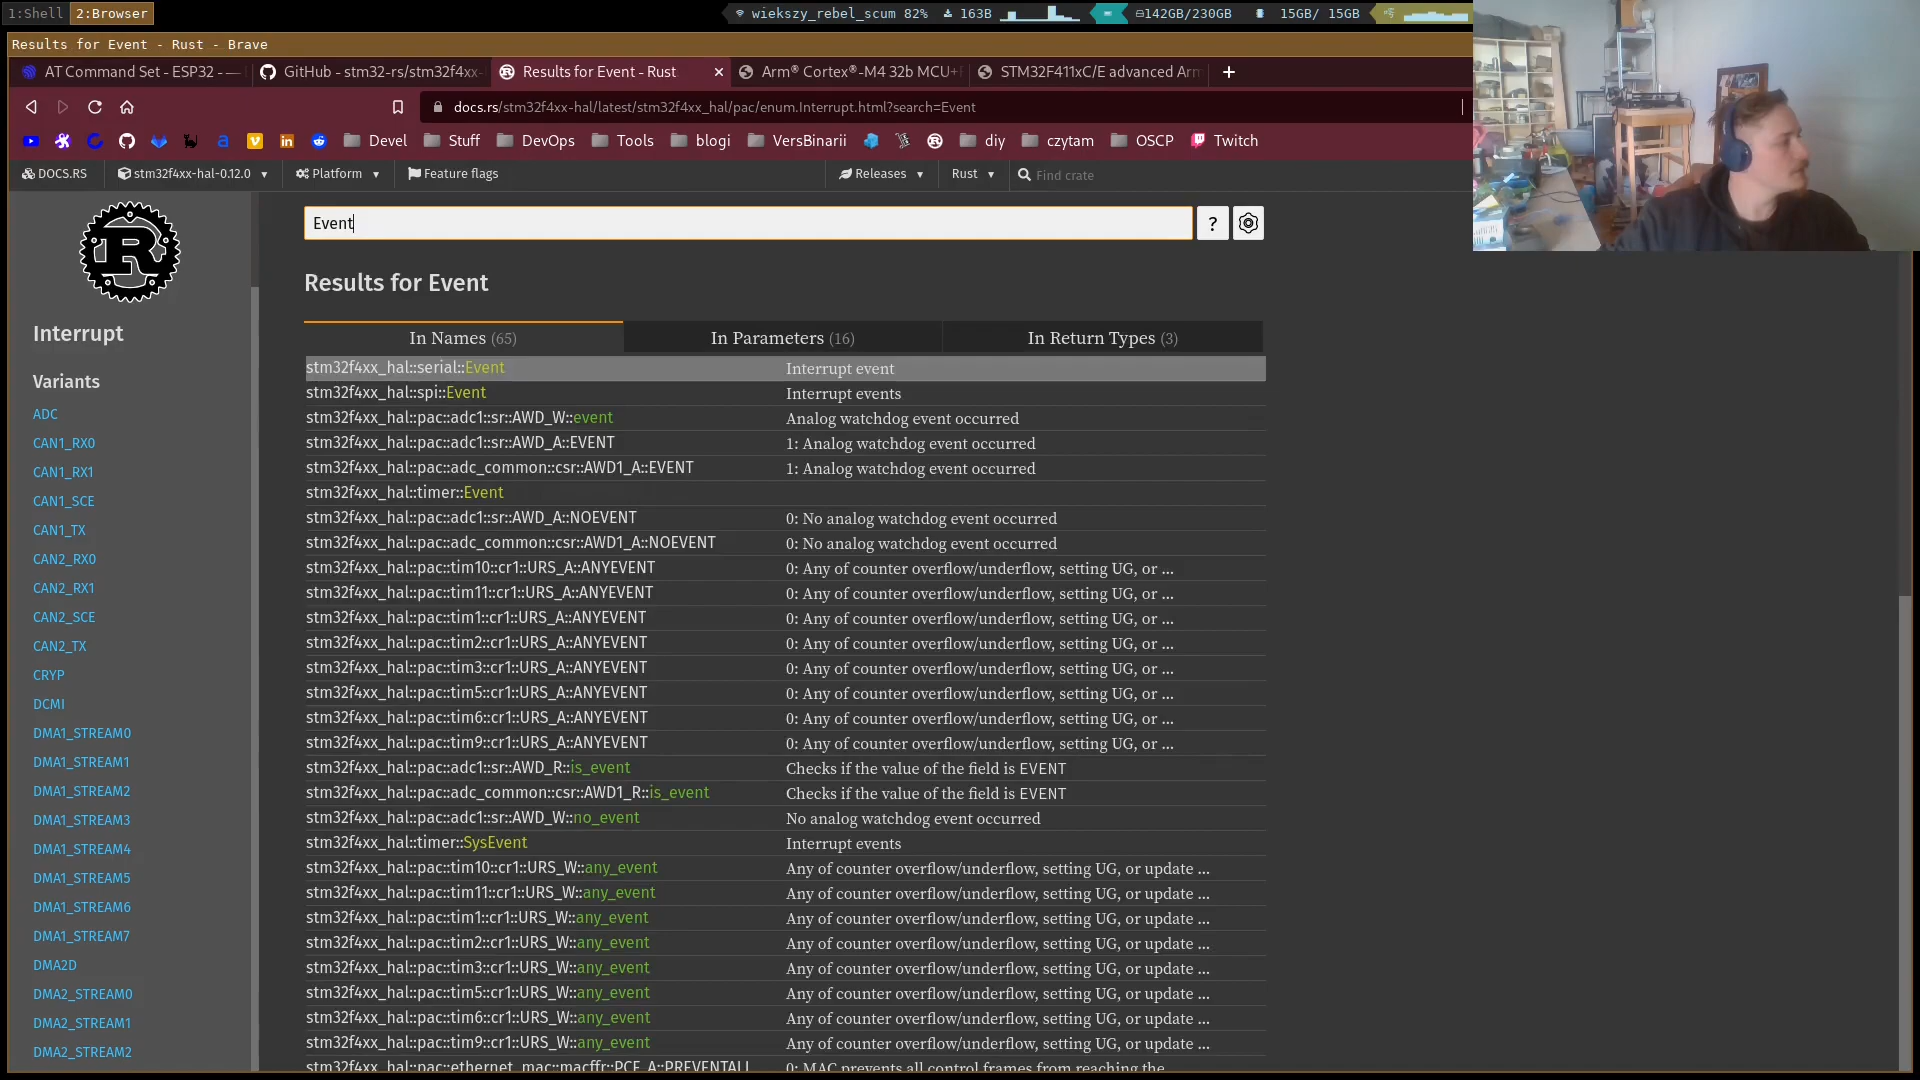 1:Shell 2:Browser
wiekszy_rebel_scum 82% 163B 142GB/230GB 15GB/ 15GB
Results for Event - Rust - Brave
AT Command Set - ESP32 - —
GitHub - stm32-rs/stm32f4xx-
Results for Event - Rust
Arm® Cortex®-M4 32b MCU+F
STM32F411xC/E advanced Arm
docs.rs/stm32f4xx-hal/latest/stm32f4xx_hal/pac/enum.Interrupt.html?search=Event
Devel Stuff DevOps Tools blogi VersBinarii diy czytam OSCP Twitch
DOCS.RS stm32f4xx-hal-0.12.0 Platform Feature flags Releases Rust Find crate
Event
?
Results for Event
In Names (65) In Parameters (16) In Return Types (3)
stm32f4xx_hal::serial::Event Interrupt event
stm32f4xx_hal::spi::Event Interrupt events
stm32f4xx_hal::pac::adc1::sr::AWD_W::event Analog watchdog event occurred
stm32f4xx_hal::pac::adc1::sr::AWD_A::EVENT 1: Analog watchdog event occurred
stm32f4xx_hal::pac::adc_common::csr::AWD1_A::EVENT 1: Analog watchdog event occurred
stm32f4xx_hal::timer::Event
stm32f4xx_hal::pac::adc1::sr::AWD_A::NOEVENT 0: No analog watchdog event occurred
stm32f4xx_hal::pac::adc_common::csr::AWD1_A::NOEVENT 0: No analog watchdog event occurred
stm32f4xx_hal::pac::tim10::cr1::URS_A::ANYEVENT 0: Any of counter overflow/underflow, setting UG, or ...
stm32f4xx_hal::pac::tim11::cr1::URS_A::ANYEVENT 0: Any of counter overflow/underflow, setting UG, or ...
stm32f4xx_hal::pac::tim1::cr1::URS_A::ANYEVENT 0: Any of counter overflow/underflow, setting UG, or ...
stm32f4xx_hal::pac::tim2::cr1::URS_A::ANYEVENT 0: Any of counter overflow/underflow, setting UG, or ...
stm32f4xx_hal::pac::tim3::cr1::URS_A::ANYEVENT 0: Any of counter overflow/underflow, setting UG, or ...
stm32f4xx_hal::pac::tim5::cr1::URS_A::ANYEVENT 0: Any of counter overflow/underflow, setting UG, or ...
stm32f4xx_hal::pac::tim6::cr1::URS_A::ANYEVENT 0: Any of counter overflow/underflow, setting UG, or ...
stm32f4xx_hal::pac::tim9::cr1::URS_A::ANYEVENT 0: Any of counter overflow/underflow, setting UG, or ...
stm32f4xx_hal::pac::adc1::sr::AWD_R::is_event Checks if the value of the field is EVENT
stm32f4xx_hal::pac::adc_common::csr::AWD1_R::is_event Checks if the value of the field is EVENT
stm32f4xx_hal::pac::adc1::sr::AWD_W::no_event No analog watchdog event occurred
stm32f4xx_hal::timer::SysEvent Interrupt events
stm32f4xx_hal::pac::tim10::cr1::URS_W::any_event Any of counter overflow/underflow, setting UG, or update ...
stm32f4xx_hal::pac::tim11::cr1::URS_W::any_event Any of counter overflow/underflow, setting UG, or update ...
stm32f4xx_hal::pac::tim1::cr1::URS_W::any_event Any of counter overflow/underflow, setting UG, or update ...
stm32f4xx_hal::pac::tim2::cr1::URS_W::any_event Any of counter overflow/underflow, setting UG, or update ...
stm32f4xx_hal::pac::tim3::cr1::URS_W::any_event Any of counter overflow/underflow, setting UG, or update ...
stm32f4xx_hal::pac::tim5::cr1::URS_W::any_event Any of counter overflow/underflow, setting UG, or update ...
stm32f4xx_hal::pac::tim6::cr1::URS_W::any_event Any of counter overflow/underflow, setting UG, or update ...
stm32f4xx_hal::pac::tim9::cr1::URS_W::any_event Any of counter overflow/underflow, setting UG, or update ...
stm32f4xx_hal::pac::ethernet_mac::macffr::PCF_A::PREVENTALL 0: MAC prevents all control frames from reaching the
Interrupt
Variants
ADC
CAN1_RX0
CAN1_RX1
CAN1_SCE
CAN1_TX
CAN2_RX0
CAN2_RX1
CAN2_SCE
CAN2_TX
CRYP
DCMI
DMA1_STREAM0
DMA1_STREAM1
DMA1_STREAM2
DMA1_STREAM3
DMA1_STREAM4
DMA1_STREAM5
DMA1_STREAM6
DMA1_STREAM7
DMA2D
DMA2_STREAM0
DMA2_STREAM1
DMA2_STREAM2